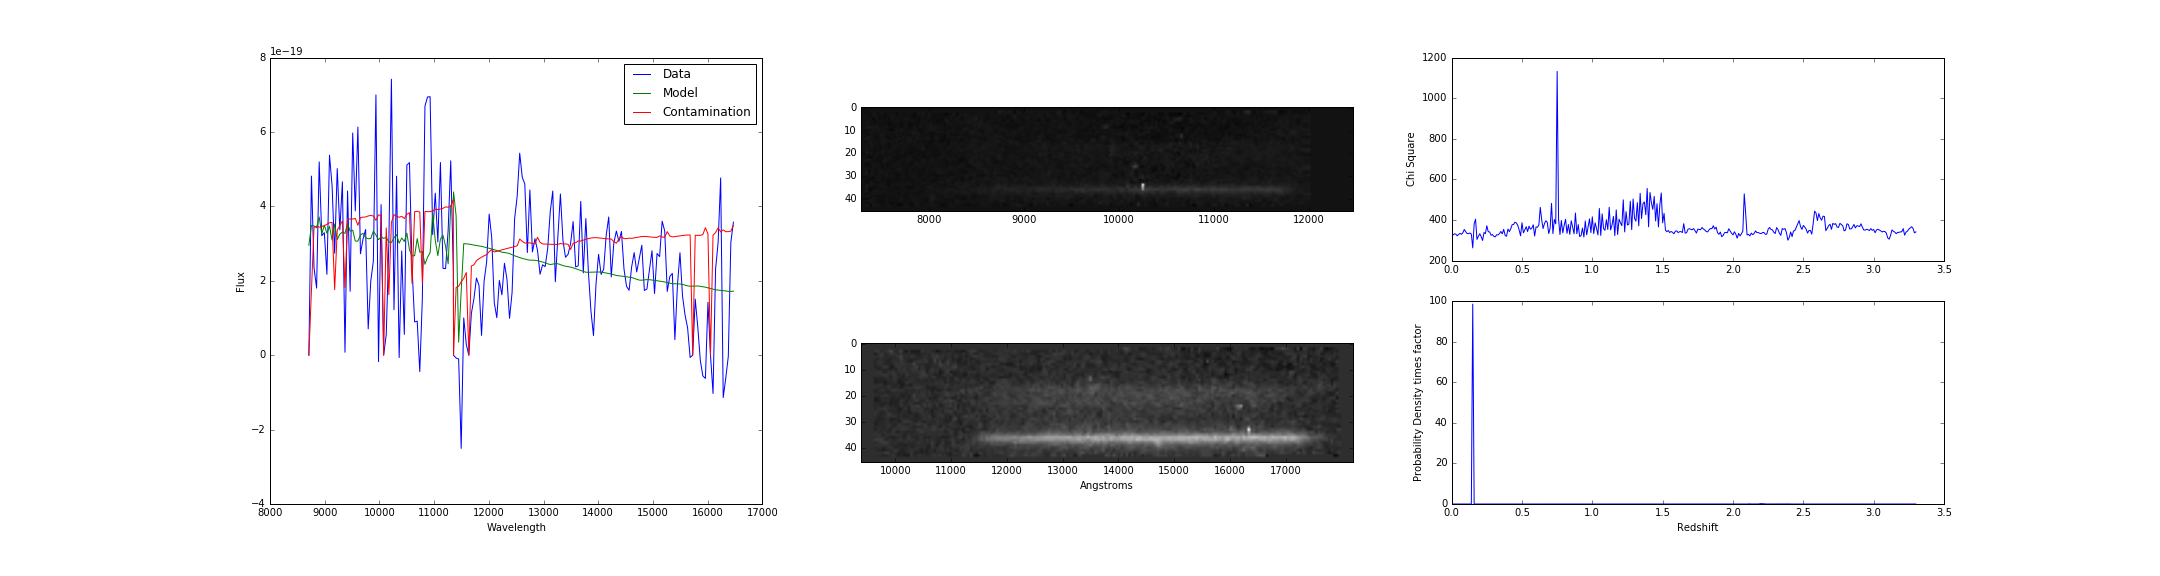 1e−19
8
6
4
2
0
−2
−4
Flux
8000 9000 10000 11000 12000 13000 14000 15000 16000 17000
Wavelength
Data
Model
Contamination
0
10
20
30
40
8000 9000 10000 11000 12000
0
10
20
30
40
10000 11000 12000 13000 14000 15000 16000 17000
Angstroms
1200
1000
800
600
400
200
Chi Square
0.0 0.5 1.0 1.5 2.0 2.5 3.0 3.5
100
80
60
40
20
0
Probability Density times factor
0.0 0.5 1.0 1.5 2.0 2.5 3.0 3.5
Redshift